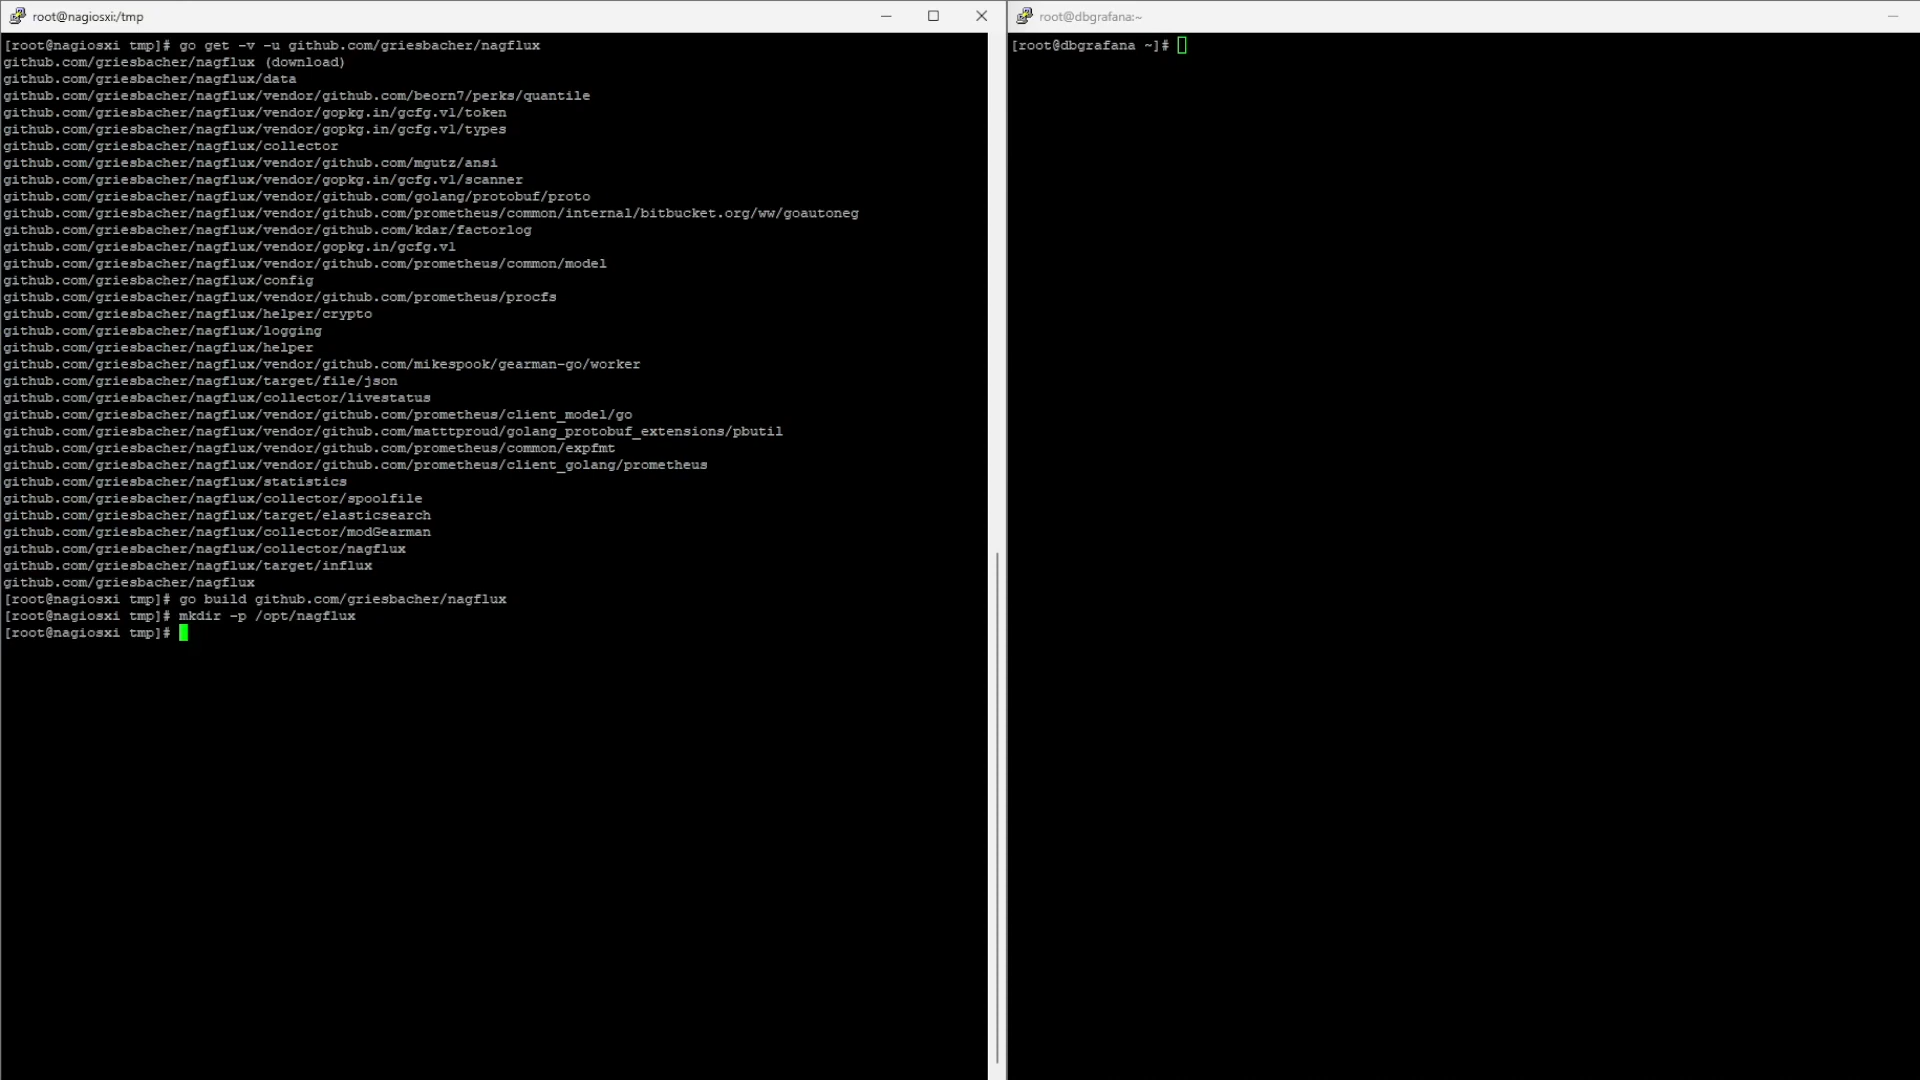 root@nagiosxi:/tmp
[root@nagiosxi tmp]# go get -v -u github.com/griesbacher/nagflux
github.com/griesbacher/nagflux (download)
github.com/griesbacher/nagflux/data
github.com/griesbacher/nagflux/vendor/github.com/beorn7/perks/quantile
github.com/griesbacher/nagflux/vendor/gopkg.in/gcfg.v1/token
github.com/griesbacher/nagflux/vendor/gopkg.in/gcfg.v1/types
github.com/griesbacher/nagflux/collector
github.com/griesbacher/nagflux/vendor/github.com/mgutz/ansi
github.com/griesbacher/nagflux/vendor/gopkg.in/gcfg.v1/scanner
github.com/griesbacher/nagflux/vendor/github.com/golang/protobuf/proto
github.com/griesbacher/nagflux/vendor/github.com/prometheus/common/internal/bitbucket.org/ww/goautoneg
github.com/griesbacher/nagflux/vendor/github.com/kdar/factorlog
github.com/griesbacher/nagflux/vendor/gopkg.in/gcfg.v1
github.com/griesbacher/nagflux/vendor/github.com/prometheus/common/model
github.com/griesbacher/nagflux/config
github.com/griesbacher/nagflux/vendor/github.com/prometheus/procfs
github.com/griesbacher/nagflux/helper/crypto
github.com/griesbacher/nagflux/logging
github.com/griesbacher/nagflux/helper
github.com/griesbacher/nagflux/vendor/github.com/mikespook/gearman-go/worker
github.com/griesbacher/nagflux/target/file/json
github.com/griesbacher/nagflux/collector/livestatus
github.com/griesbacher/nagflux/vendor/github.com/prometheus/client_model/go
github.com/griesbacher/nagflux/vendor/github.com/matttproud/golang_protobuf_extensions/pbutil
github.com/griesbacher/nagflux/vendor/github.com/prometheus/common/expfmt
github.com/griesbacher/nagflux/vendor/github.com/prometheus/client_golang/prometheus
github.com/griesbacher/nagflux/statistics
github.com/griesbacher/nagflux/collector/spoolfile
github.com/griesbacher/nagflux/target/elasticsearch
github.com/griesbacher/nagflux/collector/modGearman
github.com/griesbacher/nagflux/collector/nagflux
github.com/griesbacher/nagflux/target/influx
github.com/griesbacher/nagflux
[root@nagiosxi tmp]# go build github.com/griesbacher/nagflux
[root@nagiosxi tmp]# mkdir -p /opt/nagflux
[root@nagiosxi tmp]#
root@dbgrafana:~
[root@dbgrafana ~]#